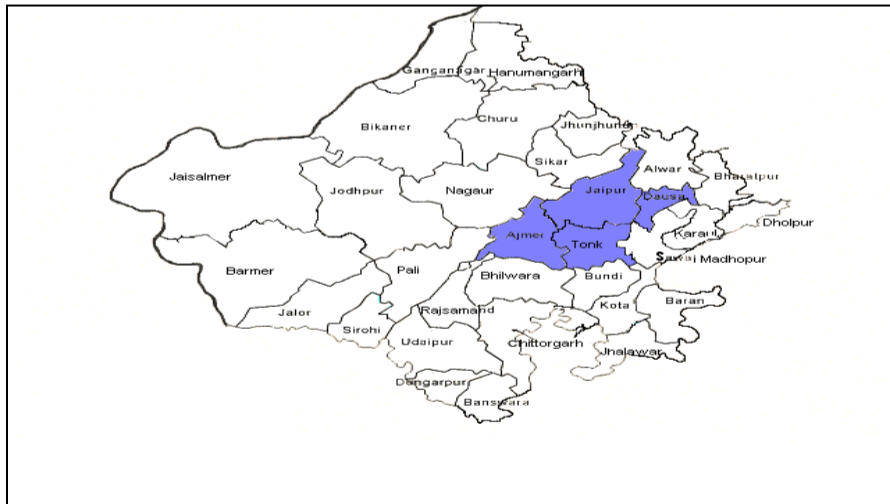 Ganganagar
Hanumangarh
Bikaner
Churu
Jhunjhunu
Sikar
Alwar
Bharatpur
Jaisalmer
Jodhpur
Nagaur
Jaipur
Dausa
Dholpur
Karauli
Ajmer
Tonk
Sawai Madhopur
Barmer
Pali
Bhilwara
Bundi
Jalor
Sirohi
Rajsamand
Kota
Baran
Udaipur
Chittorgarh
Jhalawar
Dungarpur
Banswara